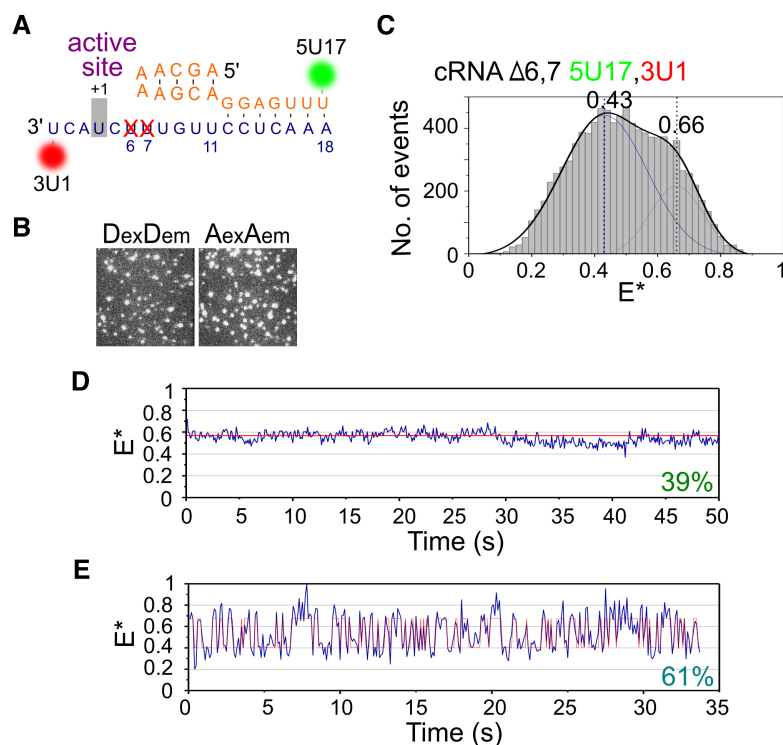 A
active
site
+1
5U17
A A C G A 5'
A A G C A
G G A G U U U
3' U C A U C U U U G U U C C U C A A A
6 7 11 18
3U1
B
DexDem AexAem
C
cRNA Δ6,7 5U17,3U1
0.43
0.66
No. of events
400
200
0
0 0.2 0.4 0.6 0.8 1
E*
D
E*
1
0.8
0.6
0.4
0.2
0
39%
0 5 10 15 20 25 30 35 40 45 50
Time (s)
E
E*
1
0.8
0.6
0.4
0.2
0
61%
0 5 10 15 20 25 30 35
Time (s)